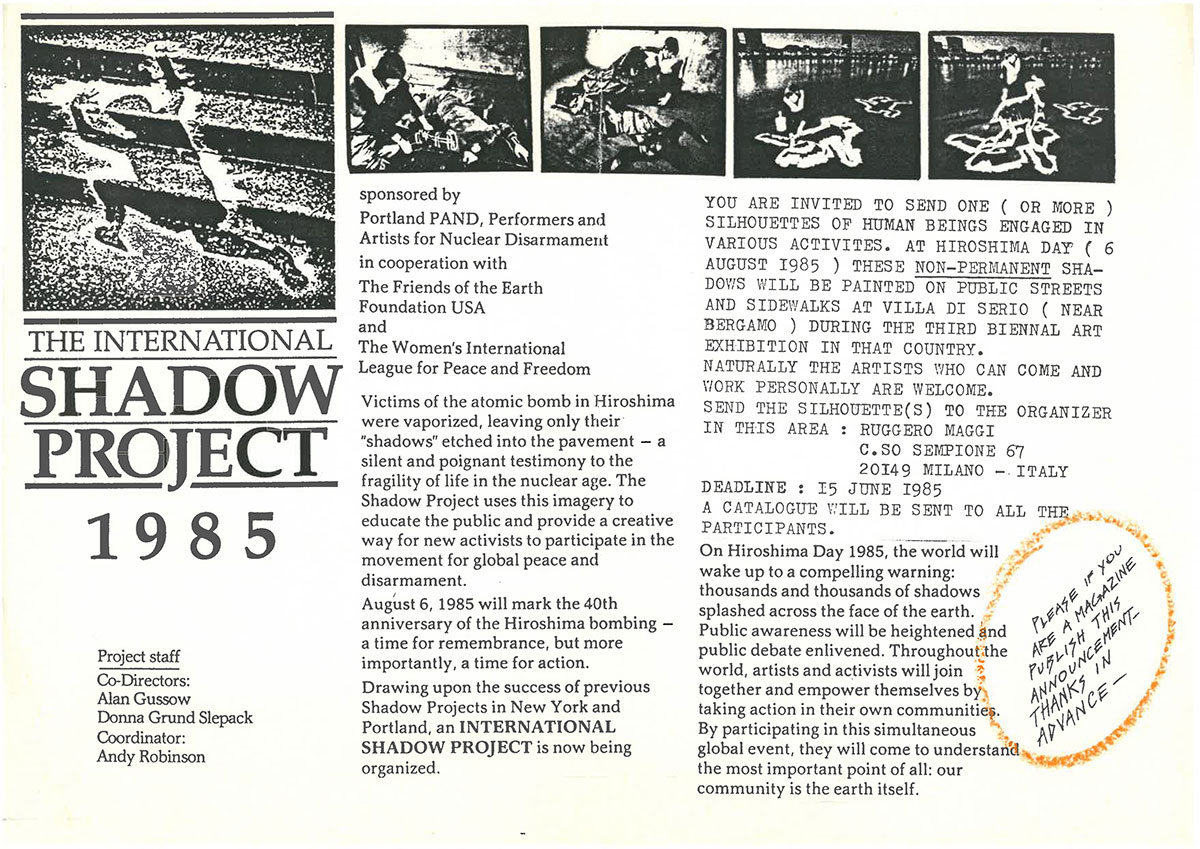 THE INTERNATIONAL
SHADOW
PROJECT
1985
Project staff
Co-Directors:
Alan Gussow
Donna Grund Slepack
Coordinator:
Andy Robinson
sponsored by
Portland PAND, Performers and
Artists for Nuclear Disarmament
in cooperation with
The Friends of the Earth
Foundation USA
and
The Women's International
League for Peace and Freedom
Victims of the atomic bomb in Hiroshima
were vaporized, leaving only their
"shadows" etched into the pavement – a
silent and poignant testimony to the
fragility of life in the nuclear age. The
Shadow Project uses this imagery to
educate the public and provide a creative
way for new activists to participate in the
movement for global peace and
disarmament.
August 6, 1985 will mark the 40th
anniversary of the Hiroshima bombing –
a time for remembrance, but more
importantly, a time for action.
Drawing upon the success of previous
Shadow Projects in New York and
Portland, an INTERNATIONAL
SHADOW PROJECT is now being
organized.
YOU ARE INVITED TO SEND ONE ( OR MORE )
SILHOUETTES OF HUMAN BEINGS ENGAGED IN
VARIOUS ACTIVITES. AT HIROSHIMA DAY ( 6
AUGUST I985 ) THESE NON-PERMANENT SHA-
DOWS WILL BE PAINTED ON PUBLIC STREETS
AND SIDEWALKS AT VILLA DI SERIO ( NEAR
BERGAMO ) DURING THE THIRD BIENNAL ART
EXHIBITION IN THAT COUNTRY.
NATURALLY THE ARTISTS WHO CAN COME AND
WORK PERSONALLY ARE WELCOME.
SEND THE SILHOUETTE(S) TO THE ORGANIZER
IN THIS AREA : RUGGERO MAGGI
C.SO SEMPIONE 67
20I49 MILANO - ITALY
DEADLINE : I5 JUNE I985
A CATALOGUE WILL BE SENT TO ALL THE
PARTICIPANTS.
On Hiroshima Day 1985, the world will
wake up to a compelling warning:
thousands and thousands of shadows
splashed across the face of the earth.
Public awareness will be heightened and
public debate enlivened. Throughout the
world, artists and activists will join
together and empower themselves by
taking action in their own communities.
By participating in this simultaneous
global event, they will come to understand
the most important point of all: our
community is the earth itself.
PLEASE IF YOU
ARE A MAGAZINE
PUBLISH THIS
ANNOUNCEMENT-
THANKS IN
ADVANCE –